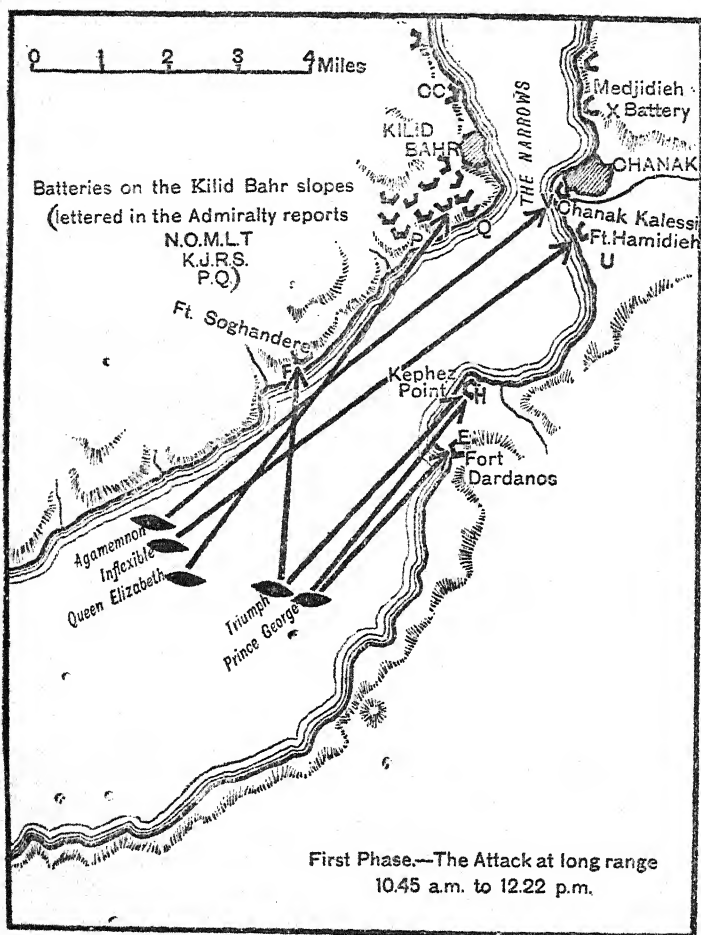 0 1 2 3 4 Miles
CC
Medjidieh
X Battery
KILID
BAHR
THE NARROWS
CHANAK
Batteries on the Kilid Bahr slopes
(lettered in the Admiralty reports
N.O.M.L.T
K.J.R.S.
P.Q.)
P
Q
Chanak Kalessi
Ft. Hamidieh
U
Ft. Soghandere
F
Kephez
Point
H
E
Fort
Dardanos
Agamemnon
Inflexible
Queen Elizabeth
Triumph
Prince George
First Phase.—The Attack at long range
10.45 a.m. to 12.22 p.m.